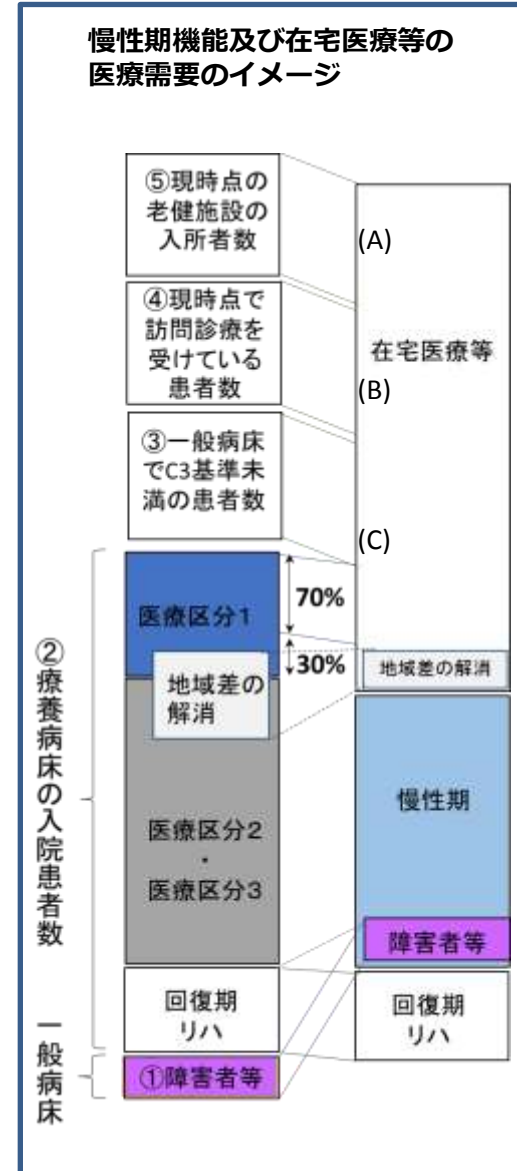 慢性期機能及び在宅医療等の
医療需要のイメージ
⑤現時点の
老健施設の
入所者数
(A)
④現時点で
訪問診療を
受けている
患者数
在宅医療等
(B)
③一般病床
でC3基準未
満の患者数
(C)
②療養病床の入院患者数
医療区分1
70%
30%
地域差の
解消
地域差の解消
慢性期
医療区分2
・
医療区分3
障害者等
回復期
リハ
回復期
リハ
一般病床
①障害者等